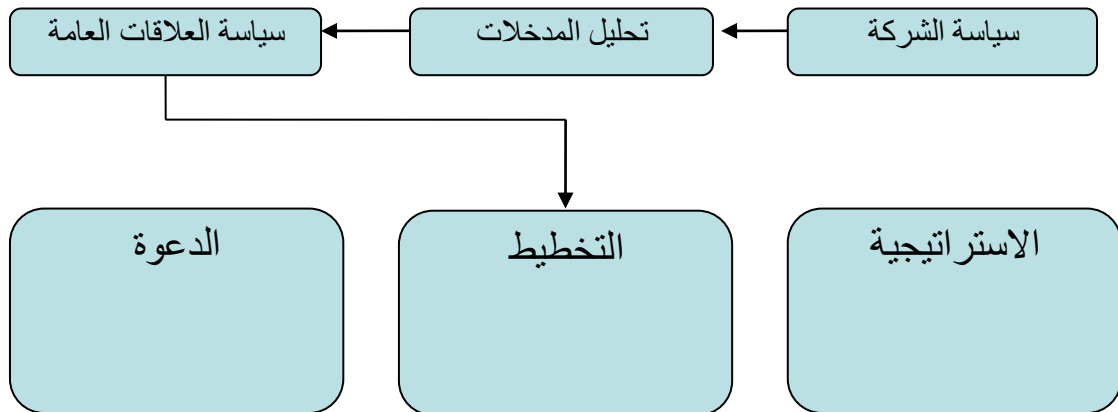 سياسة الشركة
تحليل المدخلات
سياسة العلاقات العامة
الاستراتيجية
التخطيط
الدعوة